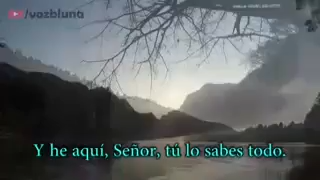 /vozbluna
Y he aquí, Señor, tú lo sabes todo.